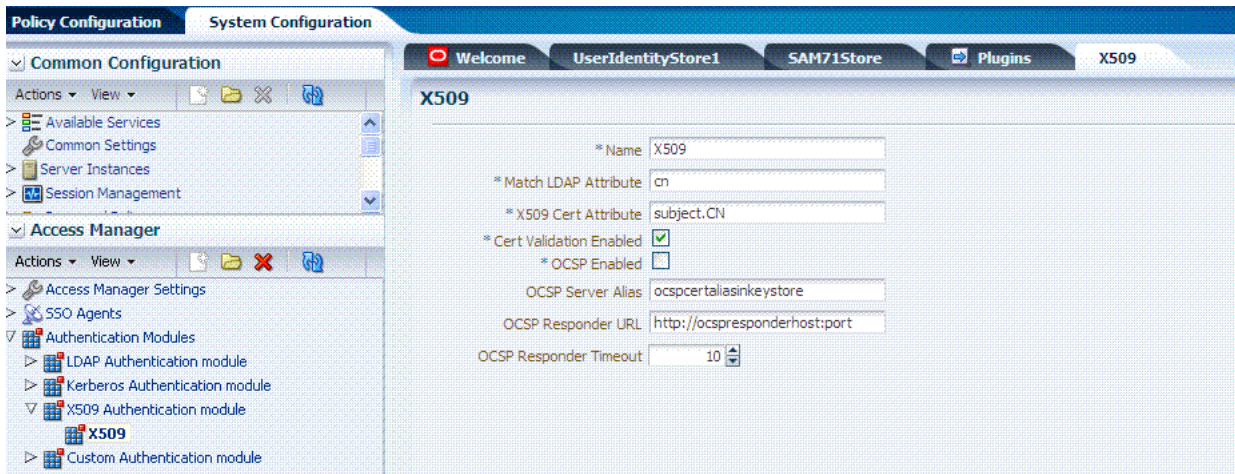 Policy Configuration
System Configuration
Common Configuration
Actions View
Available Services
Common Settings
Server Instances
Session Management
Access Manager
Actions View
Access Manager Settings
SSO Agents
Authentication Modules
LDAP Authentication module
Kerberos Authentication module
X509 Authentication module
X509
Custom Authentication module
Welcome
UserIdentityStore1
SAM71Store
Plugins
X509
X509
* Name X509
* Match LDAP Attribute cn
* X509 Cert Attribute subject.CN
* Cert Validation Enabled
* OCSP Enabled
OCSP Server Alias ocspcertaliasinkeystore
OCSP Responder URL http://ocspresponderhost:port
OCSP Responder Timeout 10